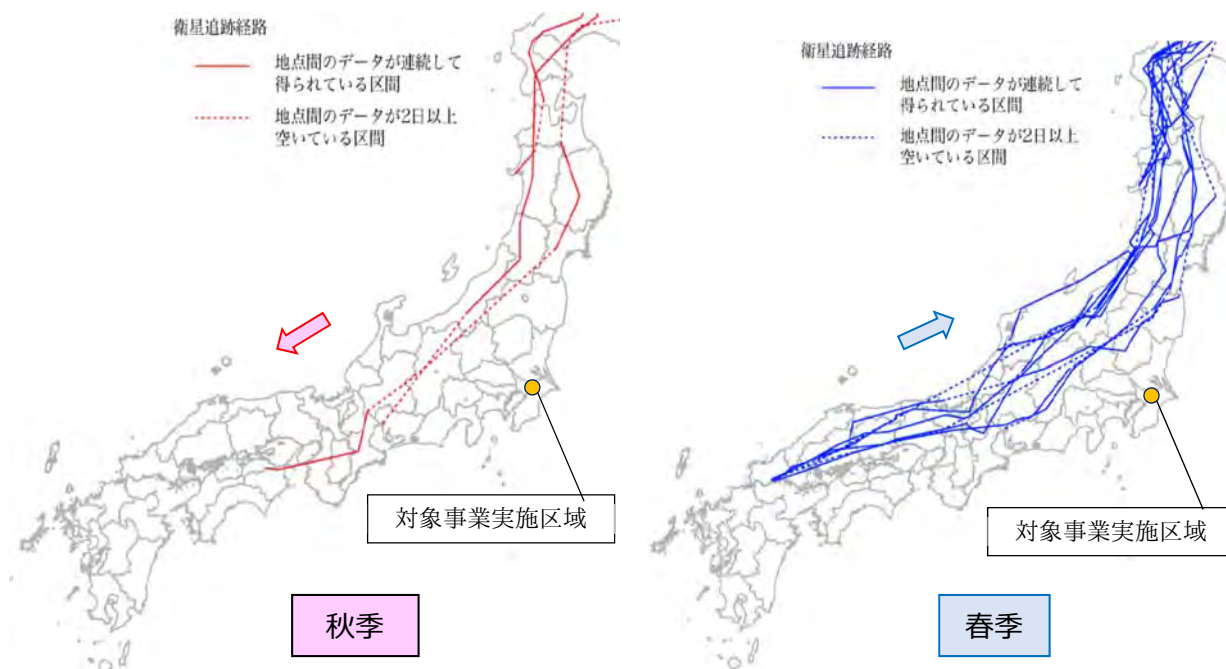 衛星追跡経路
地点間のデータが連続して
得られている区間
地点間のデータが2日以上
空いている区間
対象事業実施区域
秋季
衛星追跡経路
地点間のデータが連続して
得られている区間
地点間のデータが2日以上
空いている区間
対象事業実施区域
春季